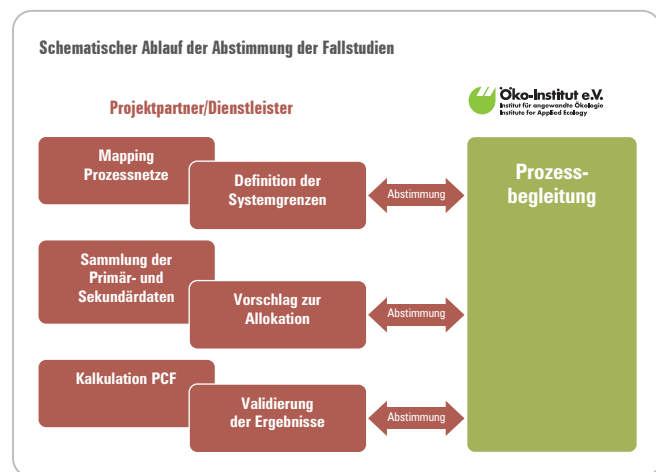 Schematischer Ablauf der Abstimmung der Fallstudien
Projektpartner/Dienstleister
Öko-Institut e.V.
Institut für angewandte Ökologie
Institute for Applied Ecology
Mapping
Prozessnetze
Definition der
Systemgrenzen
Abstimmung
Prozess-
begleitung
Sammlung der
Primär- und
Sekundärdaten
Vorschlag zur
Allokation
Abstimmung
Kalkulation PCF
Validierung
der Ergebnisse
Abstimmung